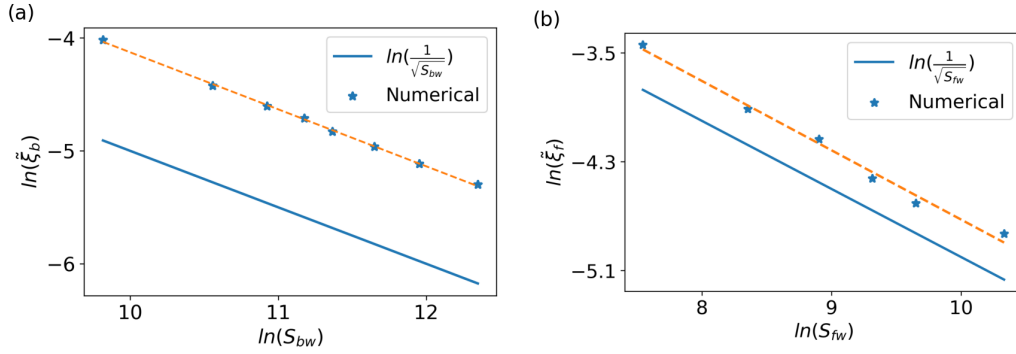 (a)
−4
−5
−6
ln(ξ̃_b)
10
11
12
ln(S_bw)
ln(1/√S_bw)
Numerical
(b)
−3.5
−4.3
−5.1
ln(ξ̃_f)
8
9
10
ln(S_fw)
ln(1/√S_fw)
Numerical